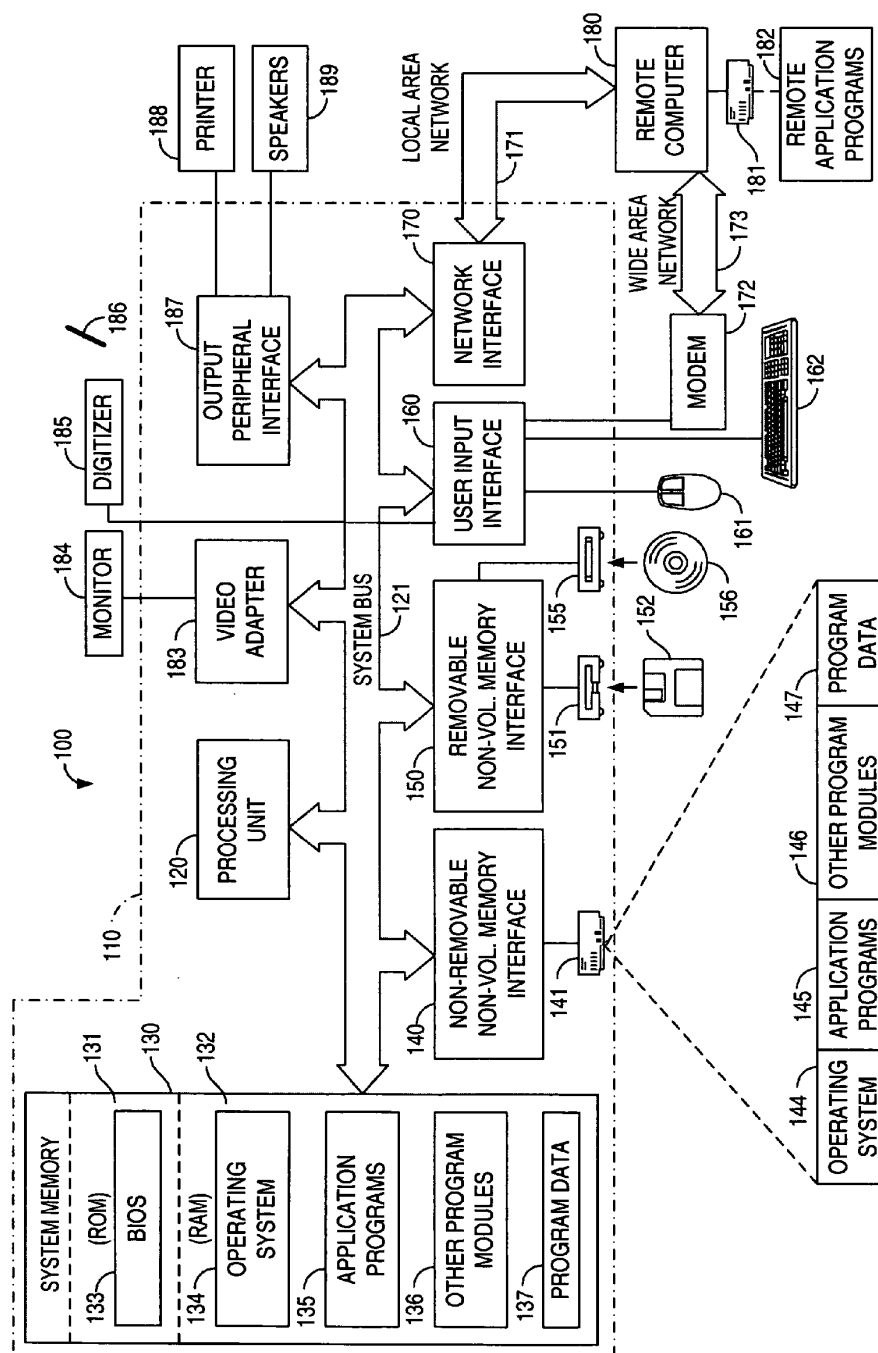 100
110
SYSTEM MEMORY
(ROM)
131
133
BIOS
130
(RAM)
132
134
OPERATING
SYSTEM
135
APPLICATION
PROGRAMS
136
OTHER PROGRAM
MODULES
137
PROGRAM DATA
120
PROCESSING
UNIT
183
VIDEO
ADAPTER
184
MONITOR
185
DIGITIZER
186
187
OUTPUT
PERIPHERAL
INTERFACE
188
PRINTER
SPEAKERS
189
SYSTEM BUS
121
140
NON-REMOVABLE
NON-VOL. MEMORY
INTERFACE
141
150
REMOVABLE
NON-VOL. MEMORY
INTERFACE
151
152
155
156
160
USER INPUT
INTERFACE
161
162
170
NETWORK
INTERFACE
LOCAL AREA
NETWORK
171
WIDE AREA
NETWORK
173
172
MODEM
180
REMOTE
COMPUTER
181
182
REMOTE
APPLICATION
PROGRAMS
144
OPERATING
SYSTEM
145
APPLICATION
PROGRAMS
146
OTHER PROGRAM
MODULES
147
PROGRAM
DATA